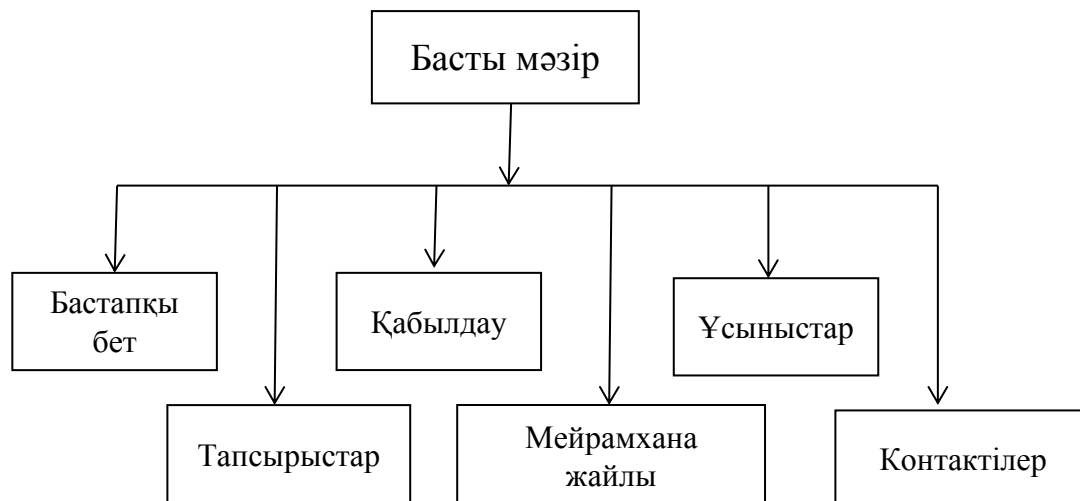 Басты мәзір
Бастапқы
бет
Қабылдау
Ұсыныстар
Тапсырыстар
Мейрамхана
жайлы
Контактілер